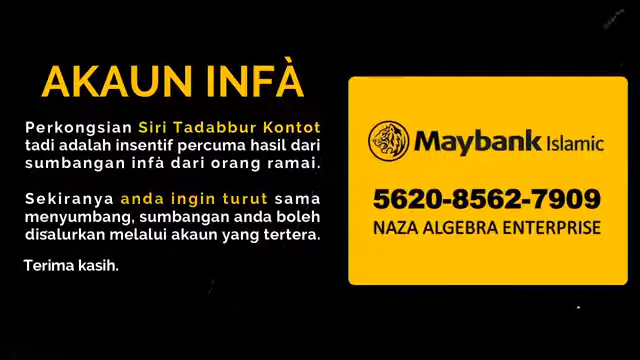 AKAUN INFÀ
Perkongsian Siri Tadabbur Kontot
tadi adalah insentif percuma hasil dari
sumbangan infà dari orang ramai.
Sekiranya anda ingin turut sama
menyumbang, sumbangan anda boleh
disalurkan melalui akaun yang tertera.
Terima kasih.
Maybank Islamic
5620-8562-7909
NAZA ALGEBRA ENTERPRISE